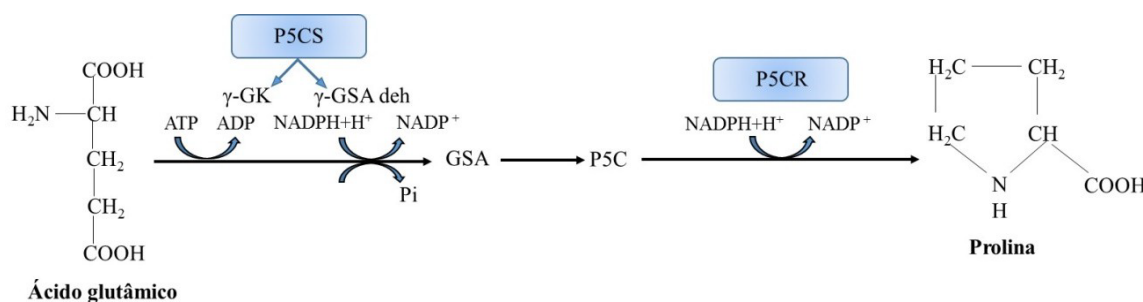 P5CS
γ-GK γ-GSA deh
ATP ADP NADPH+H⁺ NADP⁺
Pi
COOH
H₂N CH
CH₂
CH₂
COOH
Ácido glutâmico
GSA
P5C
P5CR
NADPH+H⁺ NADP⁺
H₂C CH₂
H₂C CH
N
H
COOH
Prolina